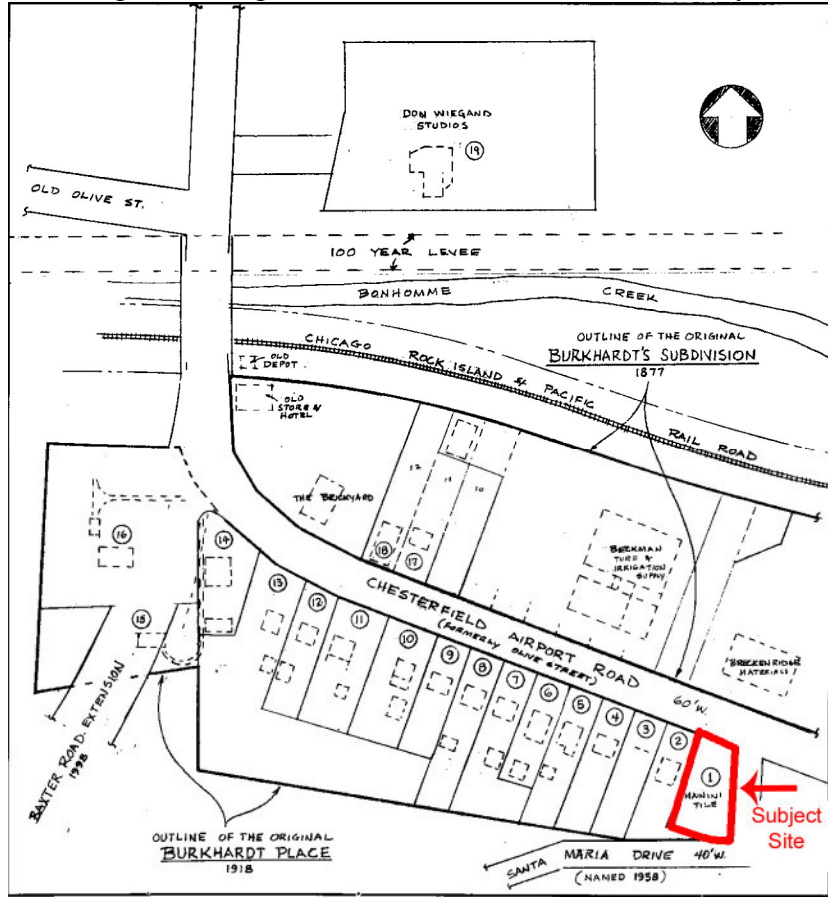 DON WIEGAND
STUDIOS
19
OLD OLIVE ST.
100 YEAR LEVEE
BONHOMME CREEK
CHICAGO ROCK ISLAND & PACIFIC RAIL ROAD
OUTLINE OF THE ORIGINAL
BURKHARDT'S SUBDIVISION
1877
OLD
DEPOT
OLD
STORE &
HOTEL
THE BRICKYARD
12
11
10
18
17
BECKMAN
TURF &
IRRIGATION
SUPPLY
CHESTERFIELD AIRPORT ROAD
(FORMERLY OLIVE STREET)
60'W.
BRECKENRIDGE
MATERIALS
16
14
15
13
12
11
10
9
8
7
6
5
4
3
2
1
MAININI
TILE
Subject
Site
BAXTER ROAD EXTENSION
1998
OUTLINE OF THE ORIGINAL
BURKHARDT PLACE
1918
SANTA MARIA DRIVE 40'W.
(NAMED 1958)